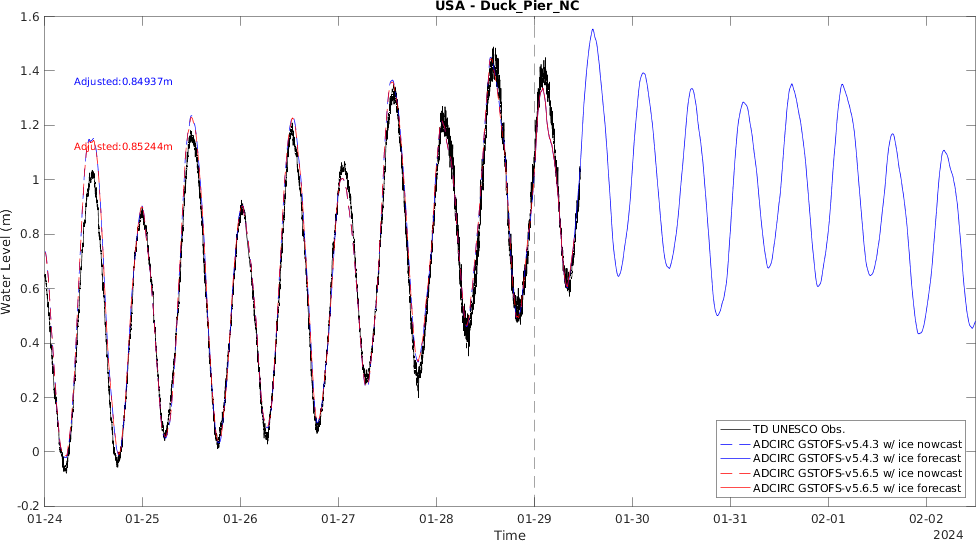 USA - Duck_Pier_NC
1.6
1.4
1.2
1
0.8
0.6
0.4
0.2
0
-0.2
Water Level (m)
Adjusted:0.84937m
Adjusted:0.85244m
TD UNESCO Obs.
ADCIRC GSTOFS-v5.4.3 w/ ice nowcast
ADCIRC GSTOFS-v5.4.3 w/ ice forecast
ADCIRC GSTOFS-v5.6.5 w/ ice nowcast
ADCIRC GSTOFS-v5.6.5 w/ ice forecast
01-24 01-25 01-26 01-27 01-28 01-29 01-30 01-31 02-01 02-02
Time
2024